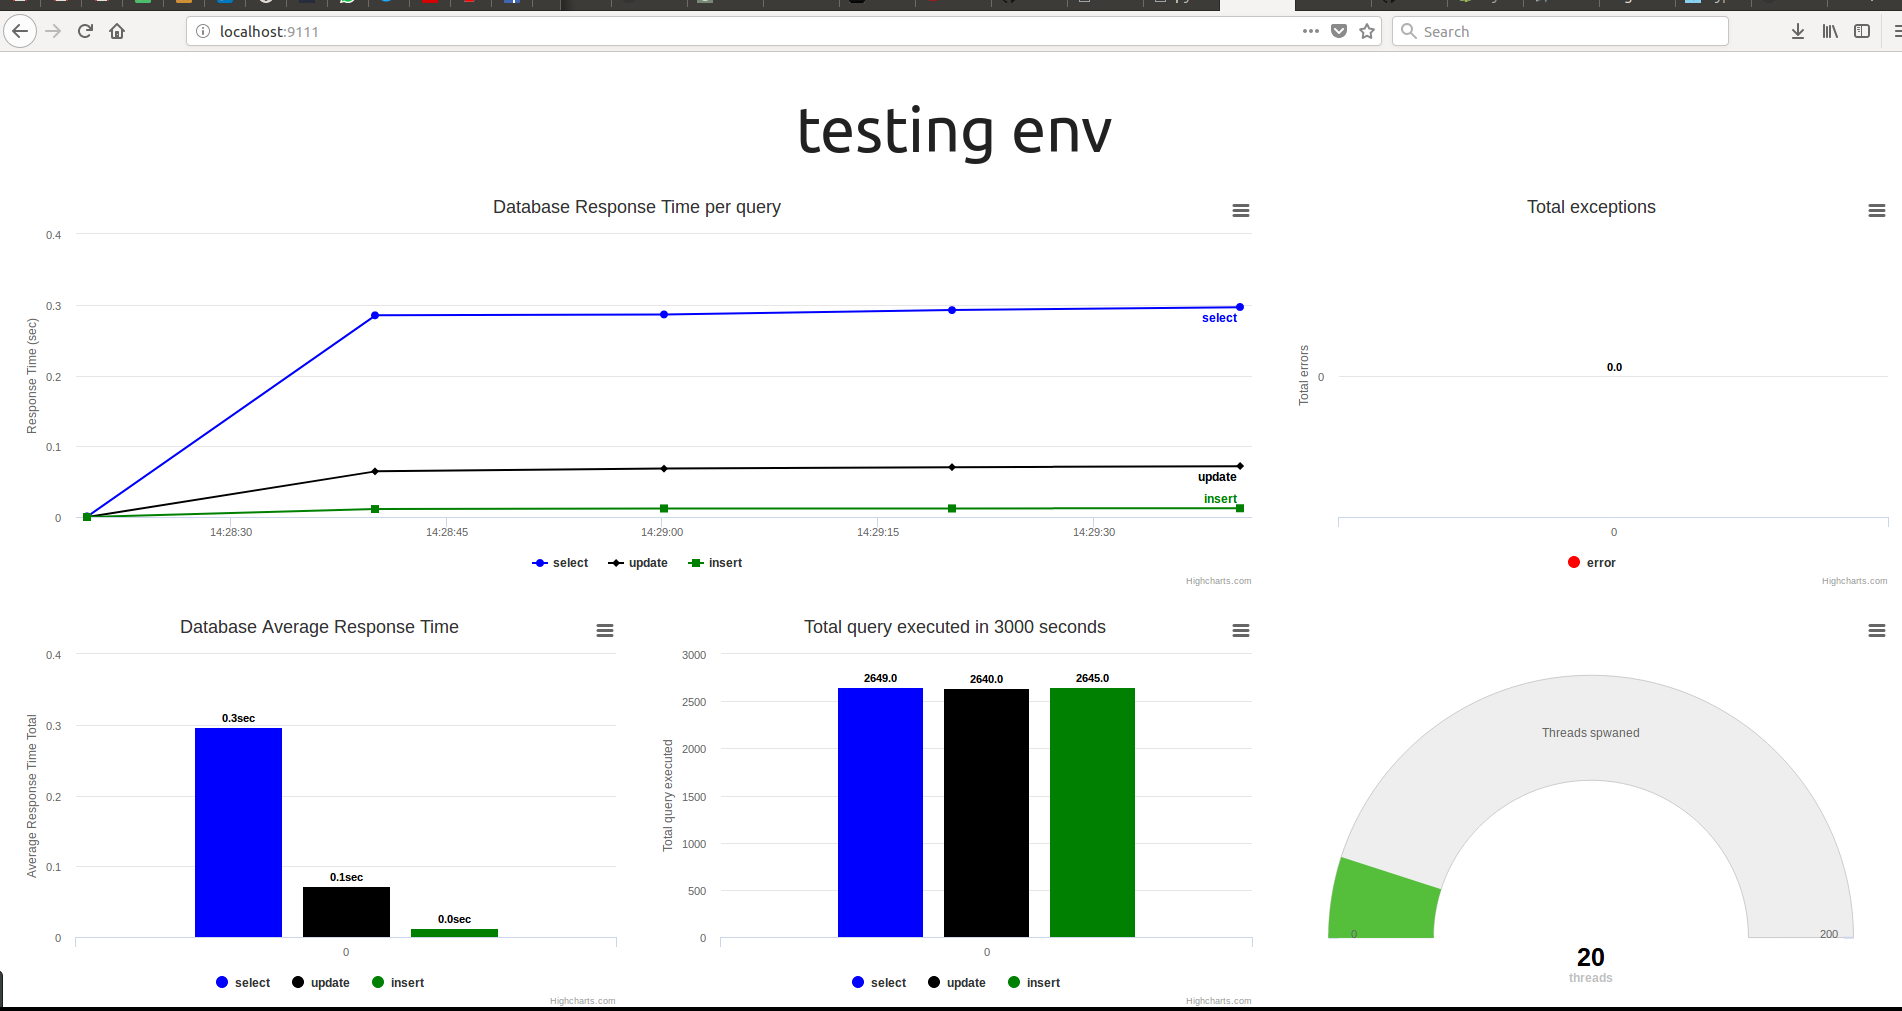 localhost:9111
Search
testing env
Database Response Time per query
0.4
0.3
0.2
0.1
0
Response Time (sec)
select
update
insert
14:28:30 14:28:45 14:29:00 14:29:15 14:29:30
select update insert
Highcharts.com
Total exceptions
Total errors
0
0.0
0
error
Highcharts.com
Database Average Response Time
0.4
0.3
0.2
0.1
0
Average Response Time Total
0.3sec
0.1sec
0.0sec
0
select update insert
Highcharts.com
Total query executed in 3000 seconds
3000
2500
2000
1500
1000
500
0
Total query executed
2649.0 2640.0 2645.0
0
select update insert
Highcharts.com
Threads spwaned
0 200
20
threads